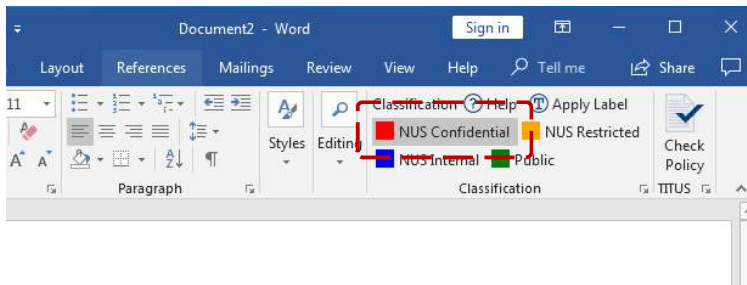 Document2 - Word
Sign in
Layout References Mailings Review View Help Tell me Share
11
Classification Help Apply Label
NUS Confidential NUS Restricted
NUS Internal Public
Styles Editing
Check
Policy
Paragraph Classification TITUS